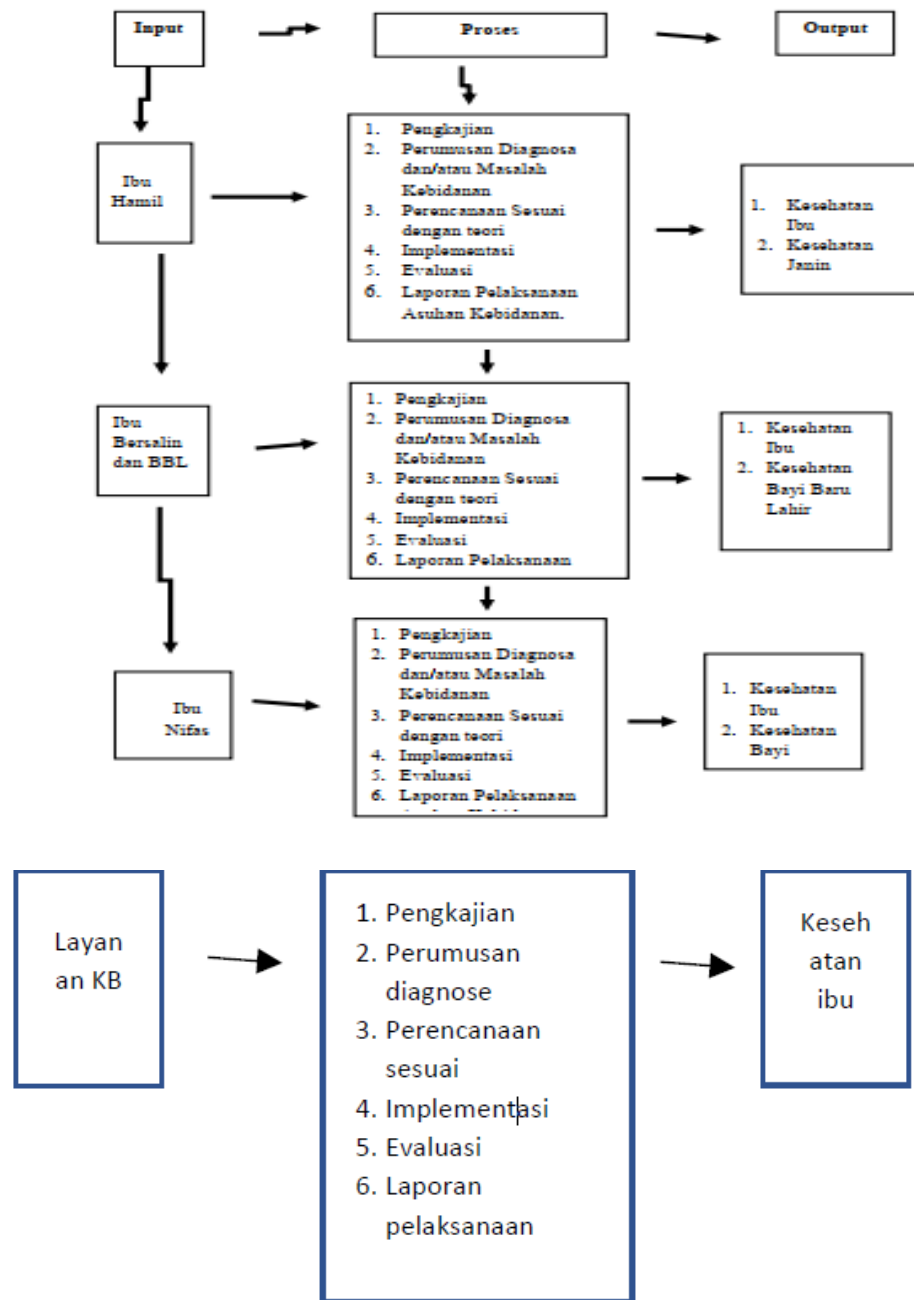 Input
Proses
Output
Ibu
Hamil
1. Pengkajian
2. Perumusan Diagnosa
dan/atau Masalah
Kebidanan
3. Perencanaan Sesuai
dengan teori
4. Implementasi
5. Evaluasi
6. Laporan Pelaksanaan
Asuhan Kebidanan.
1. Kesehatan
Ibu
2. Kesehatan
Janin
Ibu
Bersalin
dan BBL
1. Pengkajian
2. Perumusan Diagnosa
dan/atau Masalah
Kebidanan
3. Perencanaan Sesuai
dengan teori
4. Implementasi
5. Evaluasi
6. Laporan Pelaksanaan
1. Kesehatan
Ibu
2. Kesehatan
Bayi Baru
Lahir
Ibu
Nifas
1. Pengkajian
2. Perumusan Diagnosa
dan/atau Masalah
Kebidanan
3. Perencanaan Sesuai
dengan teori
4. Implementasi
5. Evaluasi
6. Laporan Pelaksanaan
1. Kesehatan
Ibu
2. Kesehatan
Bayi
Layan
an KB
1. Pengkajian
2. Perumusan
diagnose
3. Perencanaan
sesuai
4. Implementasi
5. Evaluasi
6. Laporan
pelaksanaan
Keseh
atan
ibu